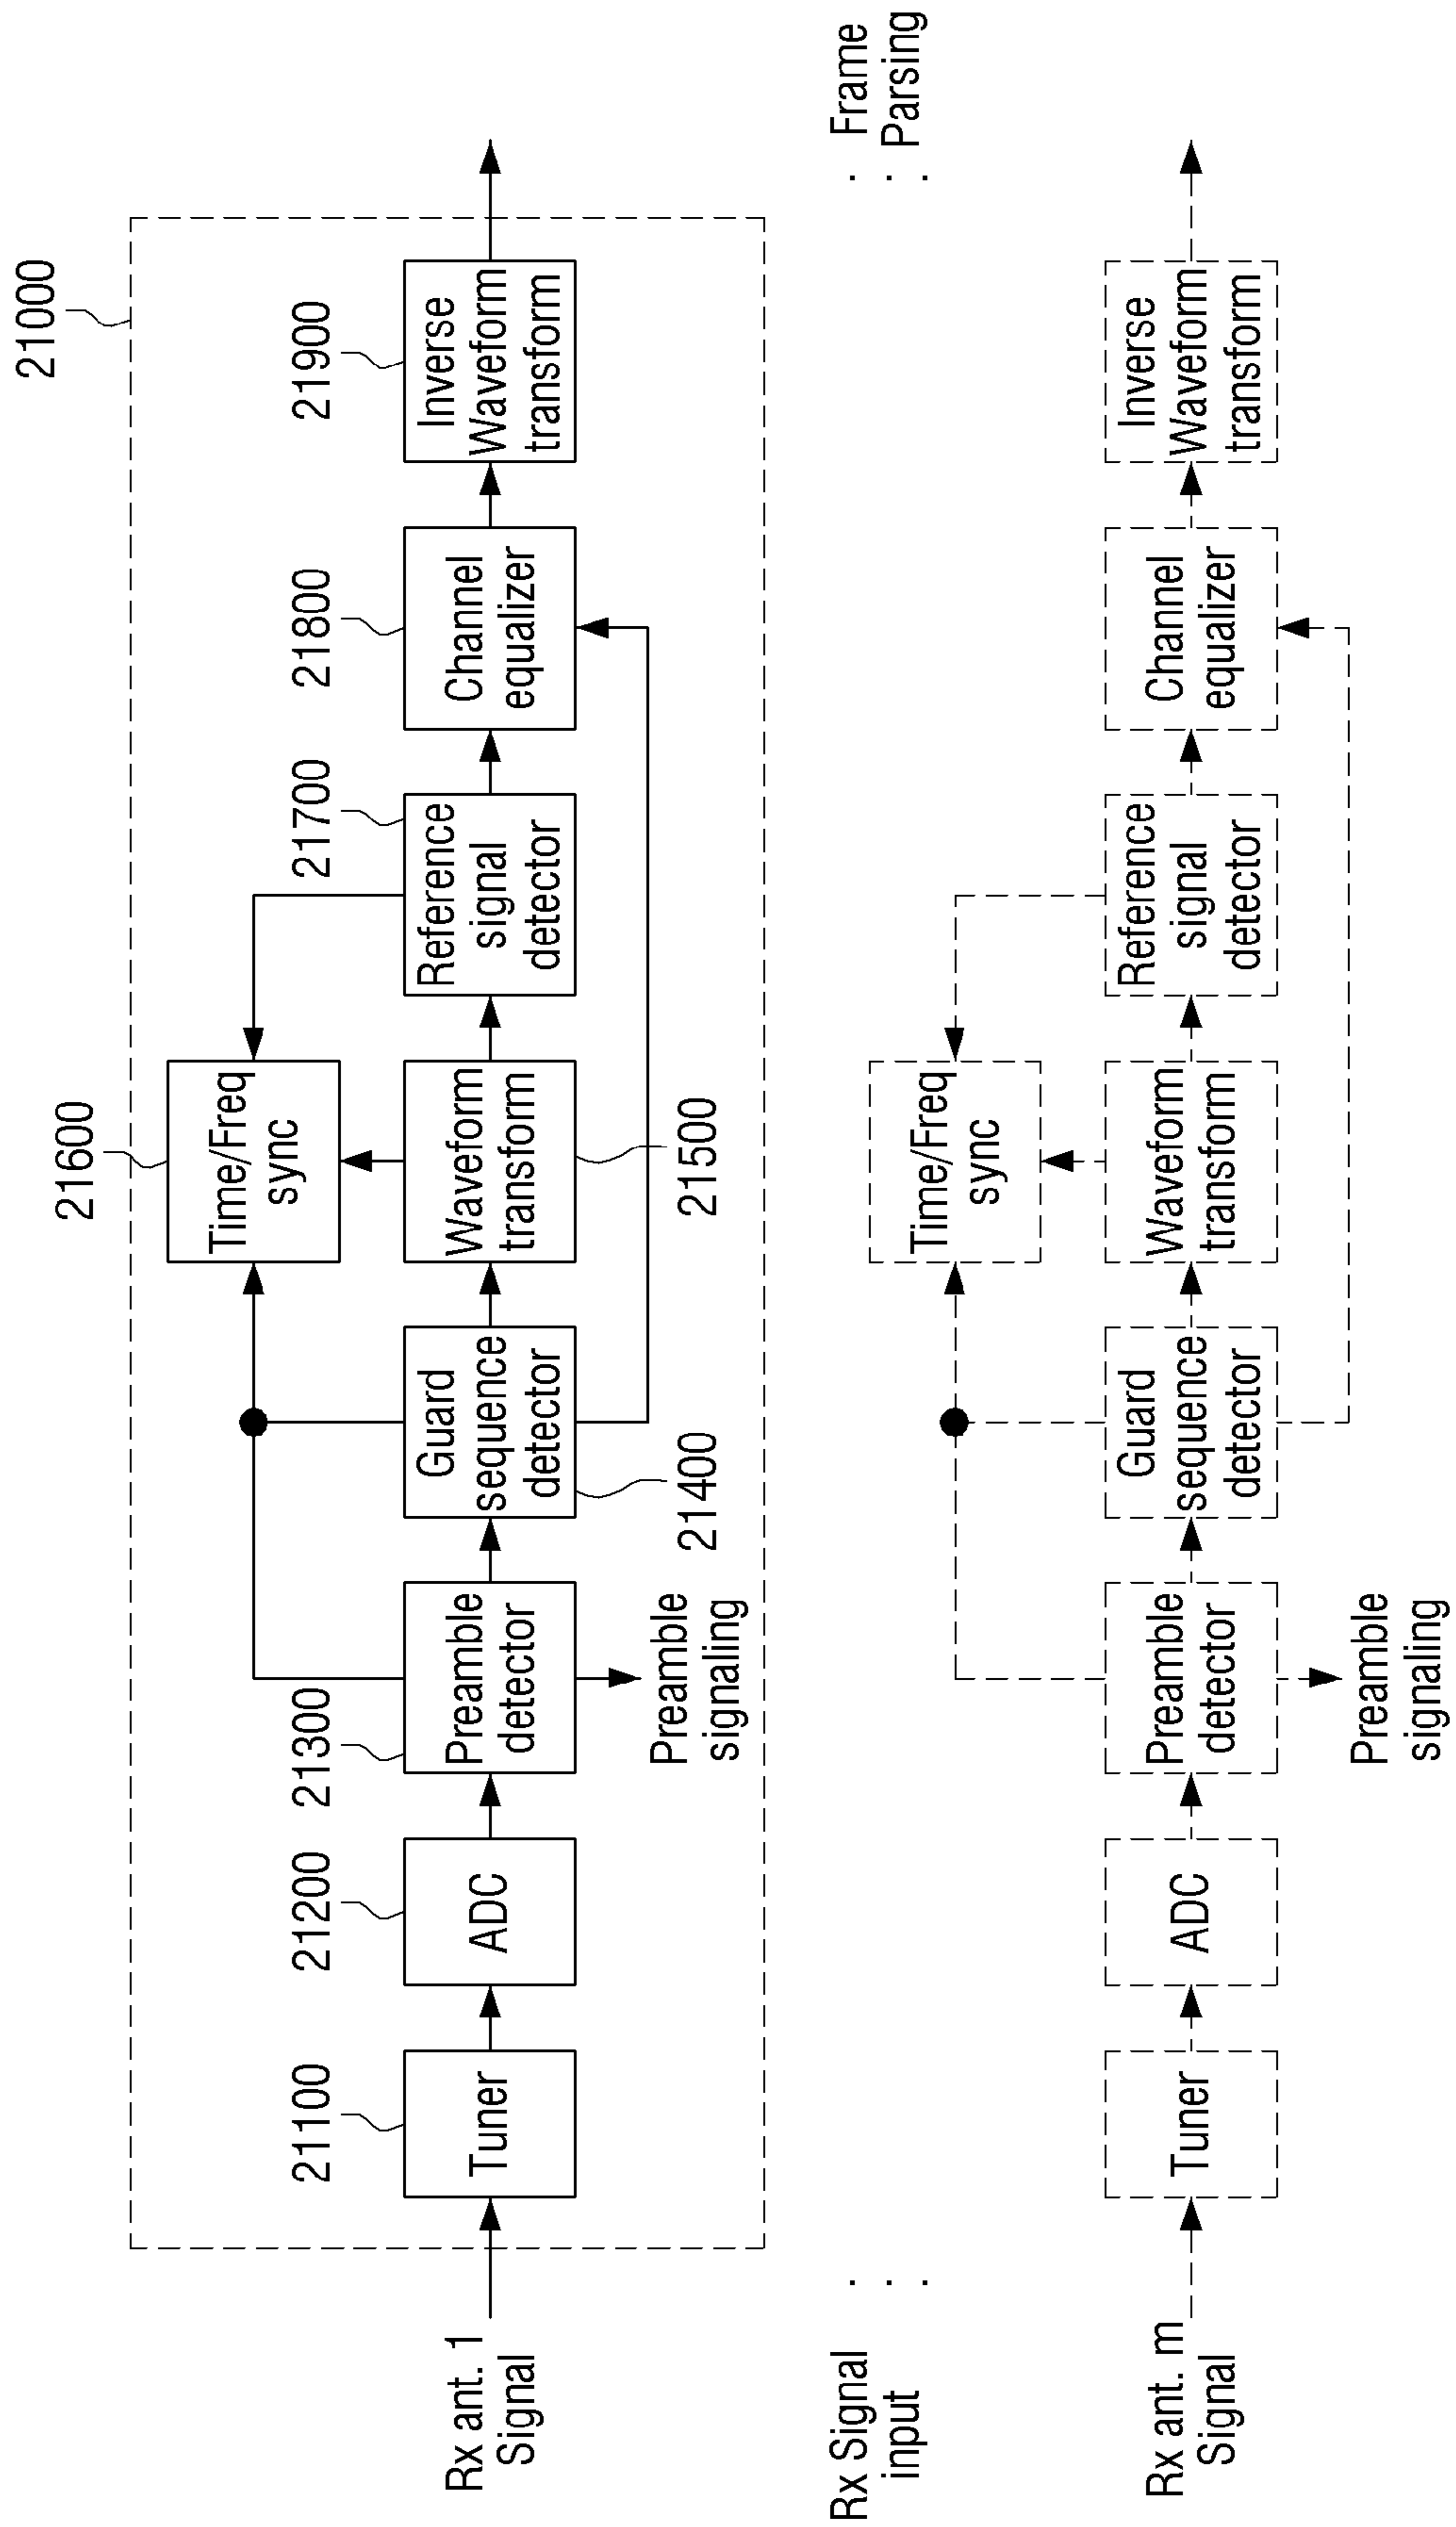 21000
21600
21100
21200
21300
21700
21800
21900
Time/Freq
sync
Rx ant. 1
Signal
Tuner
ADC
Preamble
detector
Guard
sequence
detector
Waveform
transform
Reference
signal
detector
Channel
equalizer
Inverse
Waveform
transform
Preamble
signaling
21400
21500
Rx Signal
input
. . .
. . .
Frame
Parsing
Time/Freq
sync
Rx ant. m
Signal
Tuner
ADC
Preamble
detector
Guard
sequence
detector
Waveform
transform
Reference
signal
detector
Channel
equalizer
Inverse
Waveform
transform
Preamble
signaling